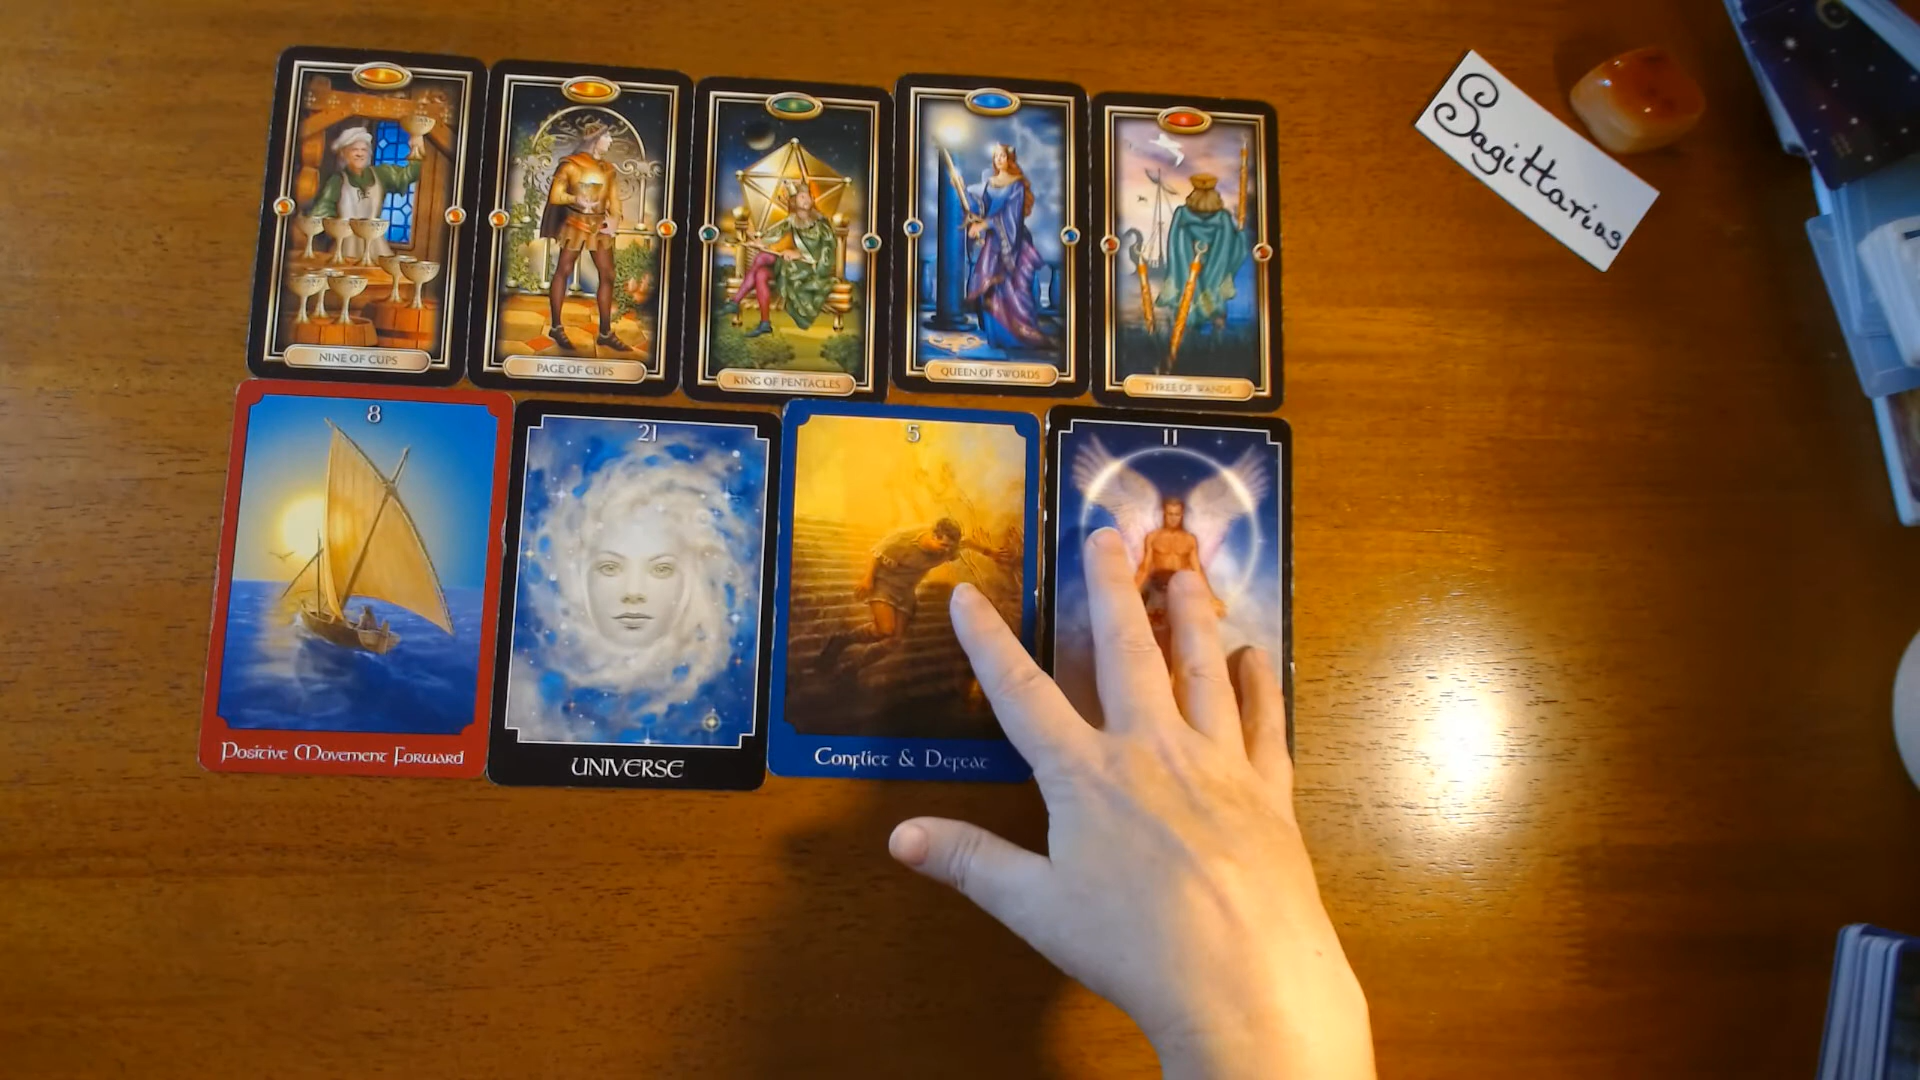 NINE OF CUPS
PAGE OF CUPS
KING OF PENTACLES
QUEEN OF SWORDS
THREE OF WANDS
Sagittarius
8
Positive Movement Forward
21
UNIVERSE
5
Conflict & Defeat
11